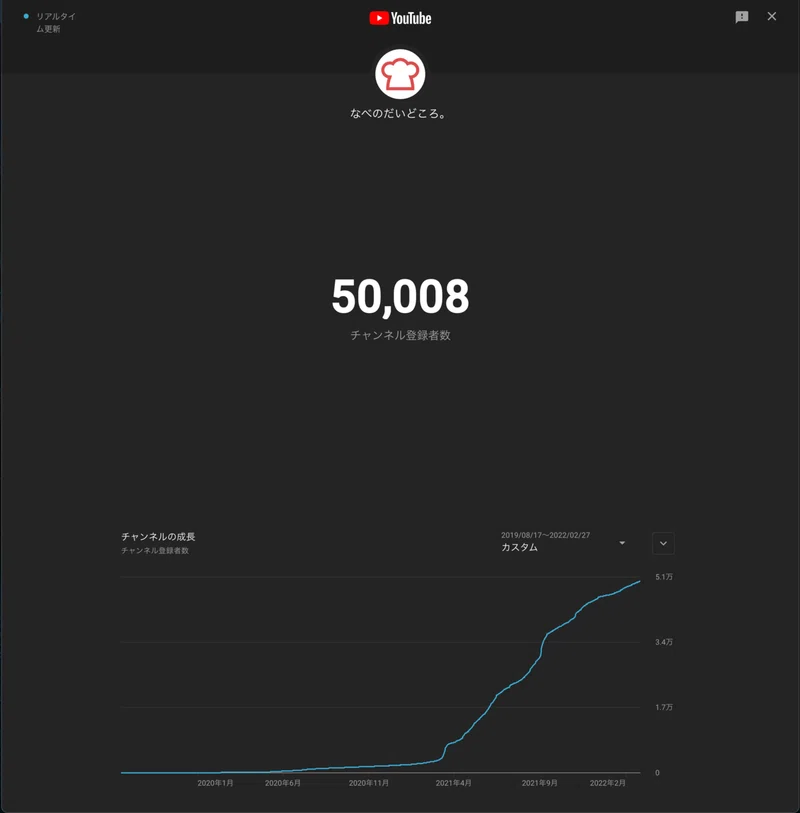 リアルタイ
ム更新
YouTube
なべのだいどころ。
50,008
チャンネル登録者数
チャンネルの成長
チャンネル登録者数
2019/08/17～2022/02/27
カスタム
5.1万
3.4万
1.7万
0
2020年1月 2020年6月 2020年11月 2021年4月 2021年9月 2022年2月